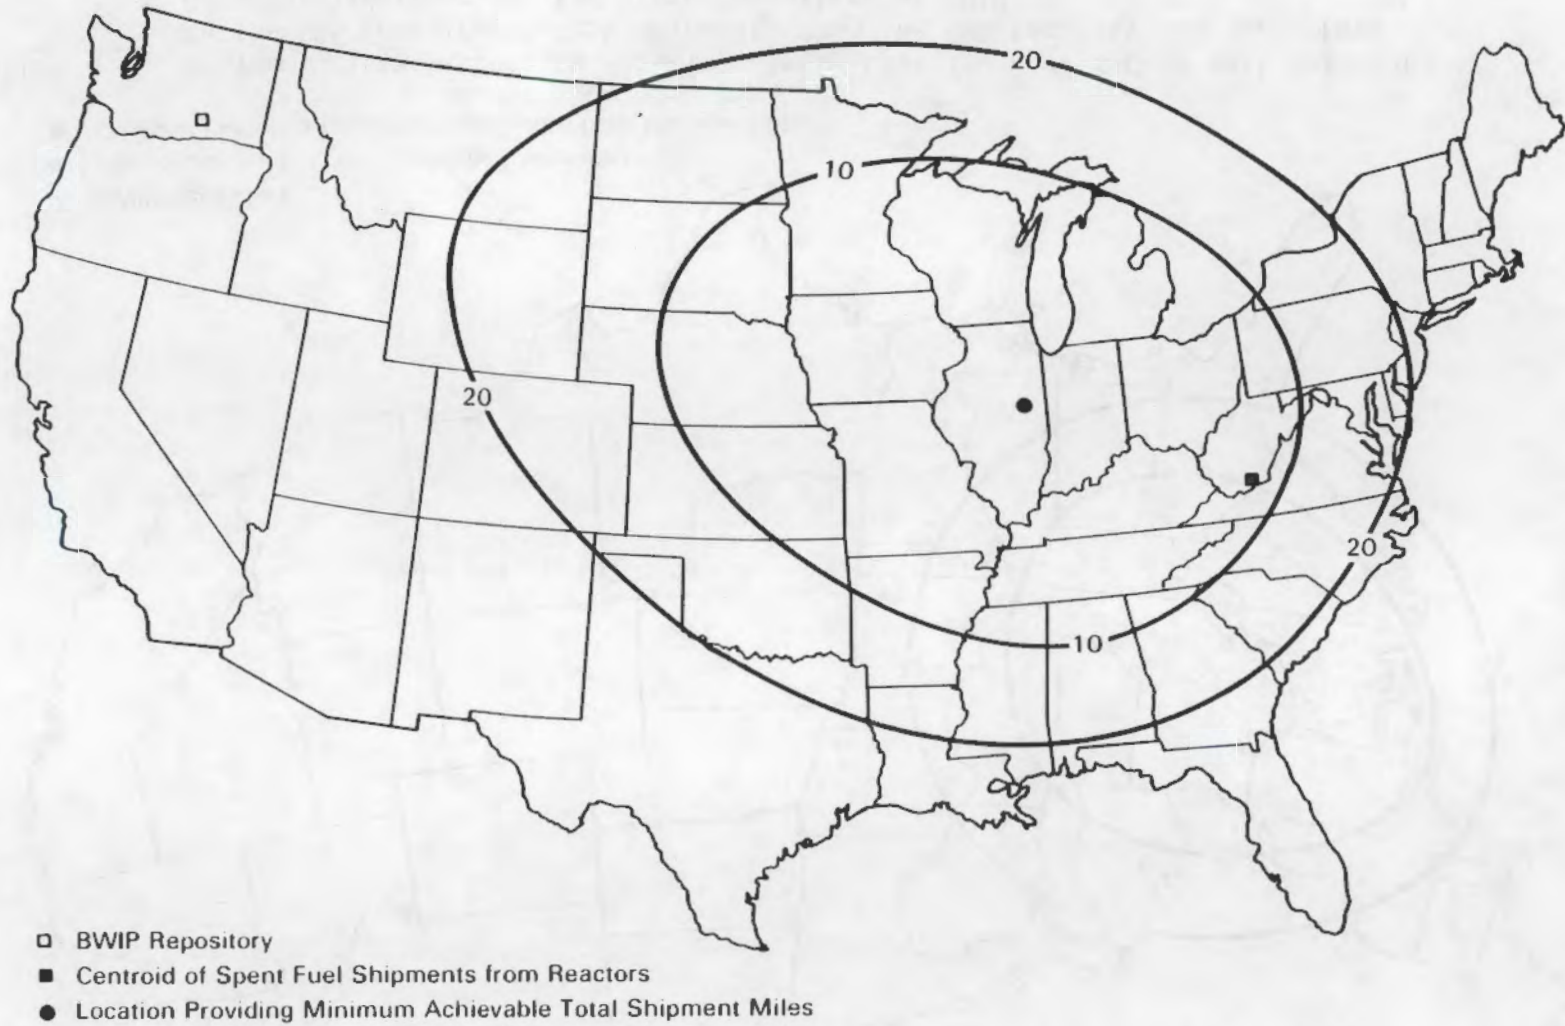 20
10
20
20
10
BWIP Repository
Centroid of Spent Fuel Shipments from Reactors
Location Providing Minimum Achievable Total Shipment Miles